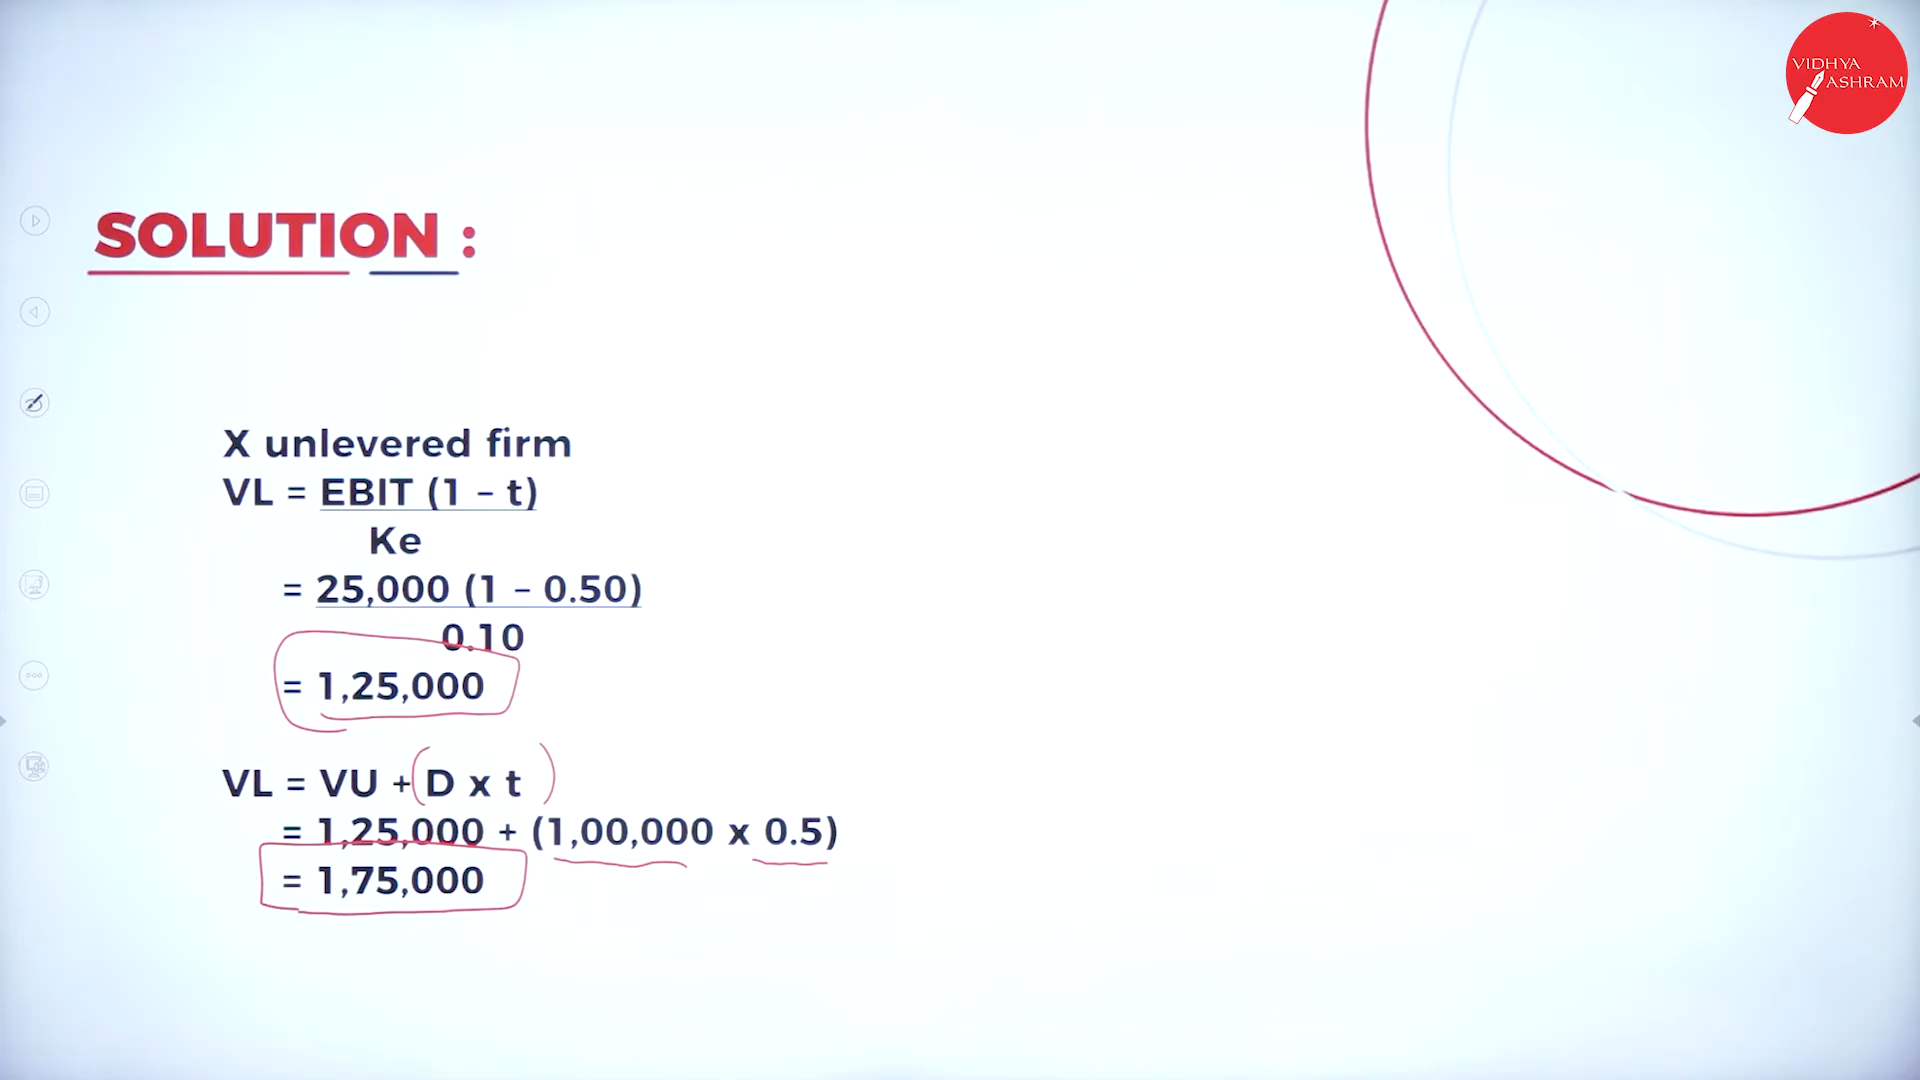 VIDHYA
ASHRAM
SOLUTION :
X unlevered firm
VL = EBIT (1 – t)
Ke
= 25,000 (1 – 0.50)
0.10
= 1,25,000
VL = VU + (D x t)
= 1,25,000 + (1,00,000 x 0.5)
= 1,75,000